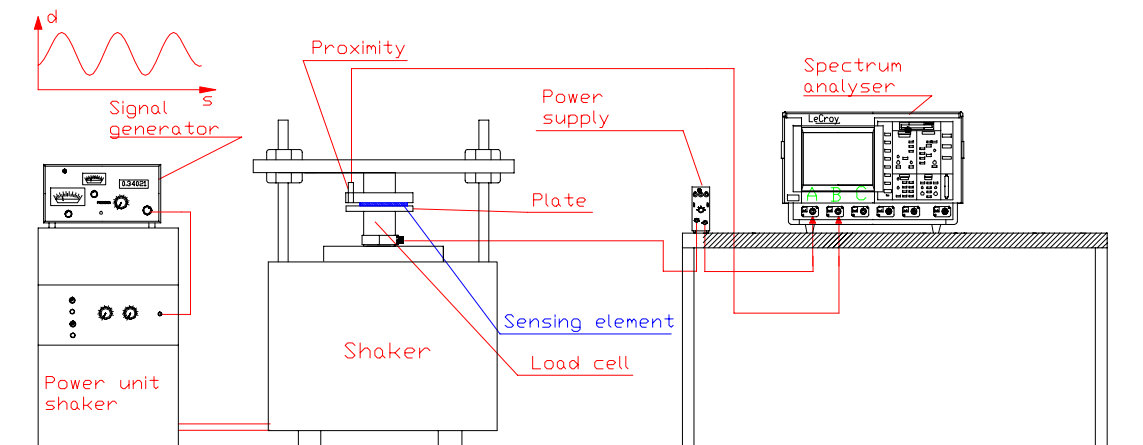 d
s
Signal
generator
0.34021
Proximity
Power
supply
Spectrum
analyser
LeCroy
A B C
Plate
Sensing element
Shaker
Load cell
Power unit
shaker